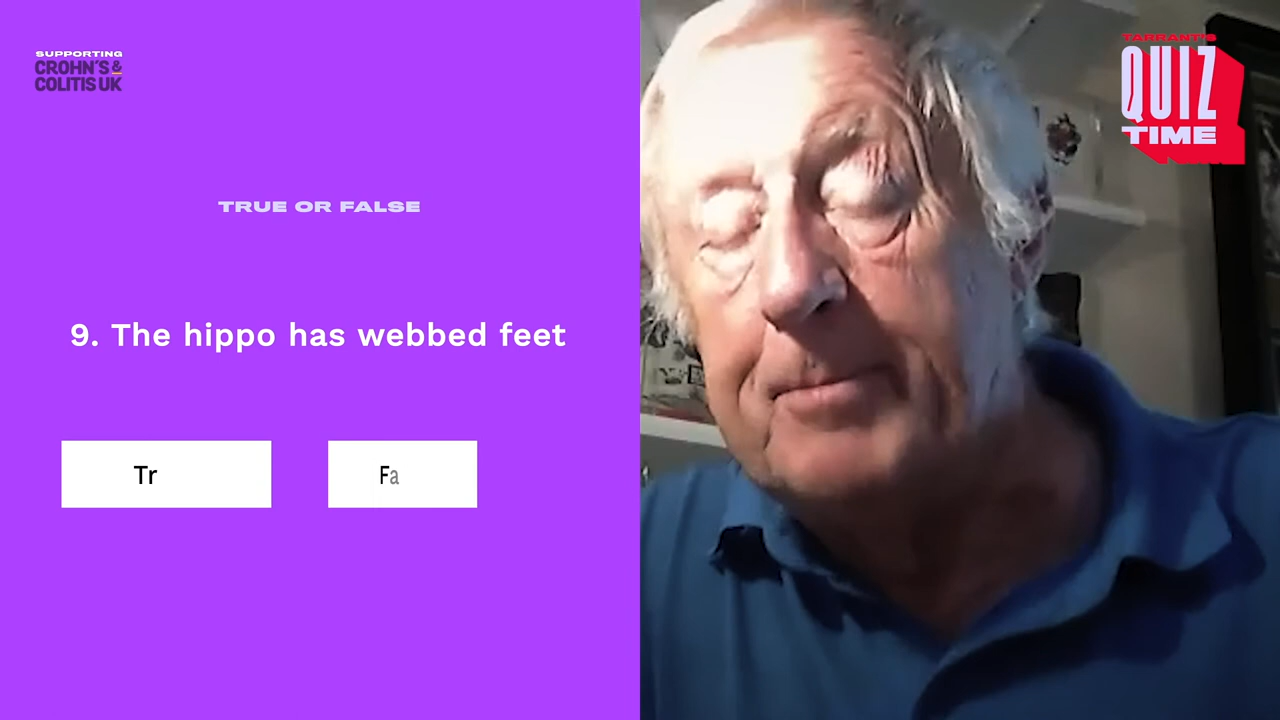 SUPPORTING
CROHN'S &
COLITIS UK
TARRANT'S
QUIZ
TIME
TRUE OR FALSE
9. The hippo has webbed feet
Tr
Fa